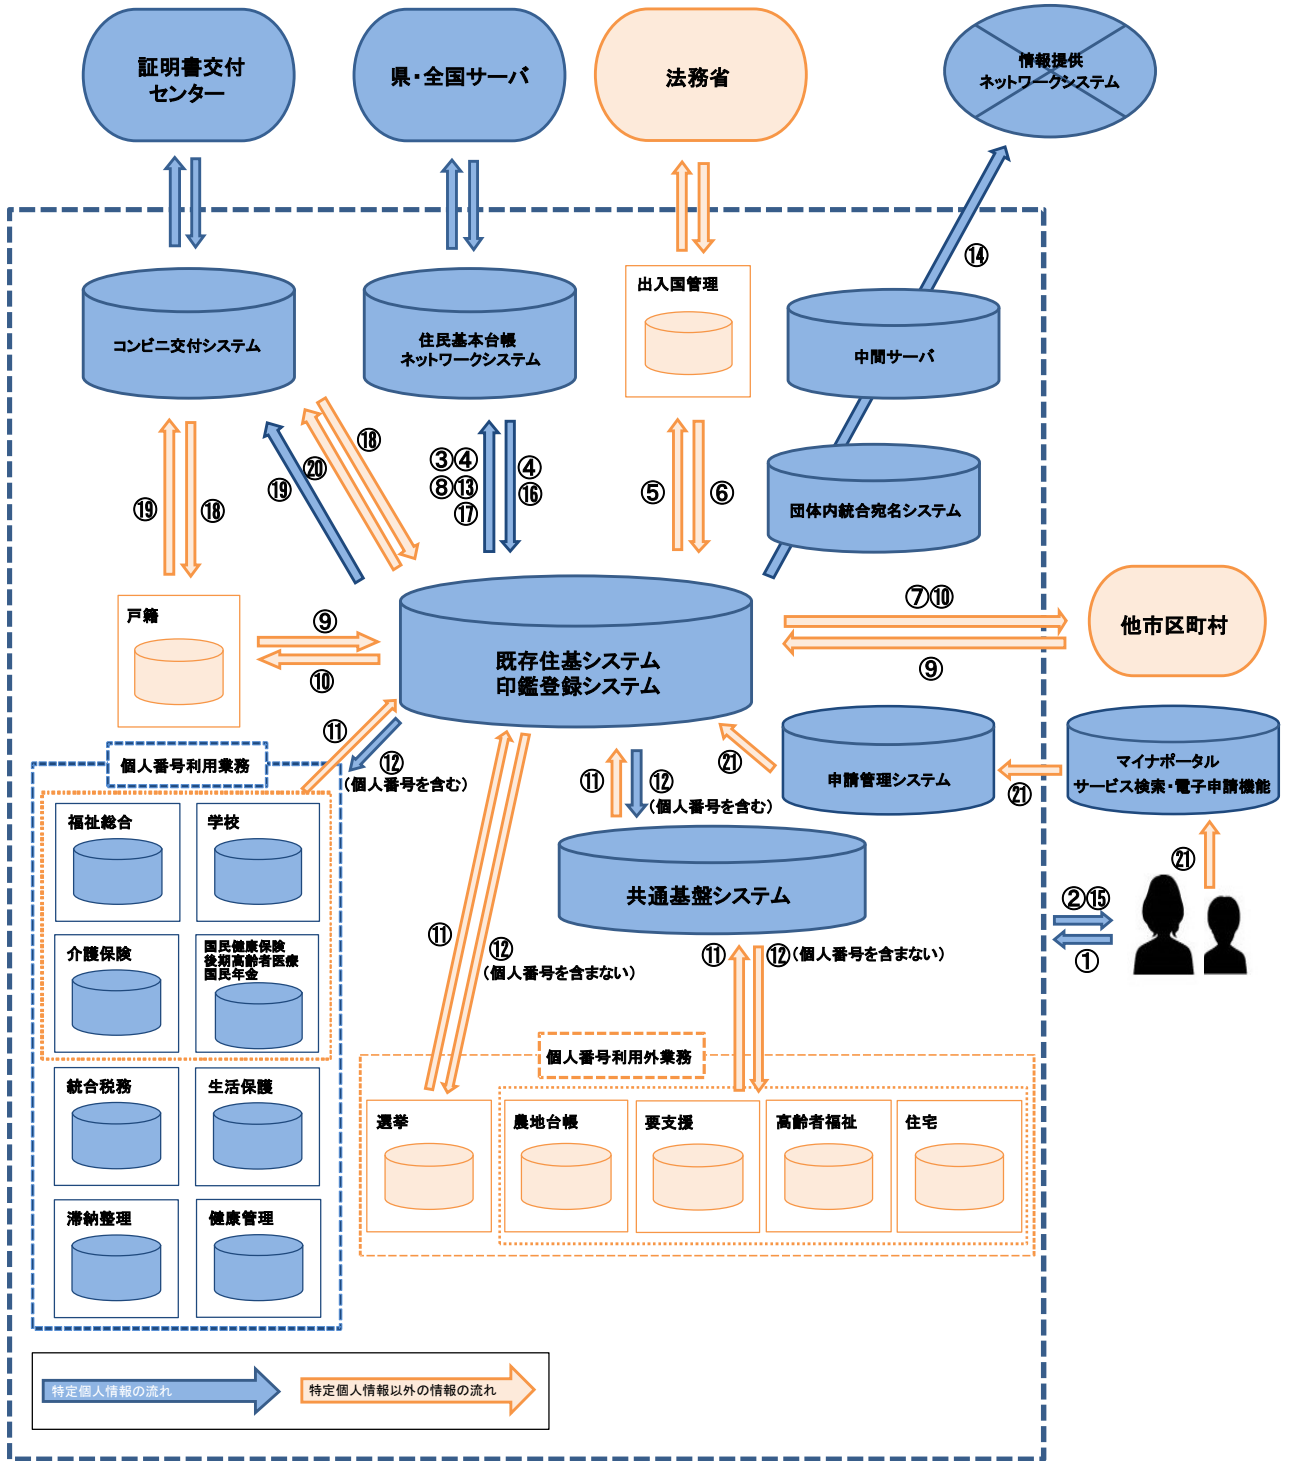 証明書交付
センター
県・全国サーバ
法務省
情報提供
ネットワークシステム
⑭
コンビニ交付システム
住民基本台帳
ネットワークシステム
出入国管理
中間サーバ
団体内統合宛名システム
⑱
⑳
⑲
③④
⑧⑬
⑰
④
⑯
⑤
⑥
⑲
⑱
戸籍
⑨
⑩
既存住基システム
印鑑登録システム
⑦⑩
⑨
他市区町村
⑪
⑫
(個人番号を含む)
⑪
⑫
(個人番号を含む)
㉑
申請管理システム
㉑
マイナポータル
サービス検索・電子申請機能
㉑
②⑮
①
個人番号利用業務
福祉総合
学校
介護保険
国民健康保険
後期高齢者医療
国民年金
統合税務
生活保護
滞納整理
健康管理
共通基盤システム
⑪
⑫
(個人番号を含まない)
⑪
⑫(個人番号を含まない)
個人番号利用外業務
選挙
農地台帳
要支援
高齢者福祉
住宅
特定個人情報の流れ
特定個人情報以外の情報の流れ